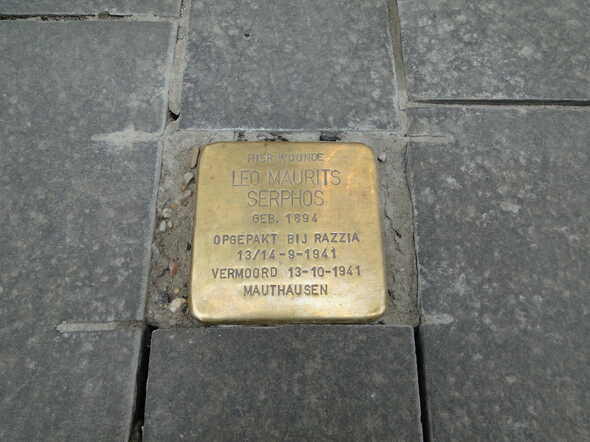 HIER WOONDE
LEO MAURITS
SERPHOS
GEB. 1894
OPGEPAKT BIJ RAZZIA
13/14-9-1941
VERMOORD 13-10-1941
MAUTHAUSEN